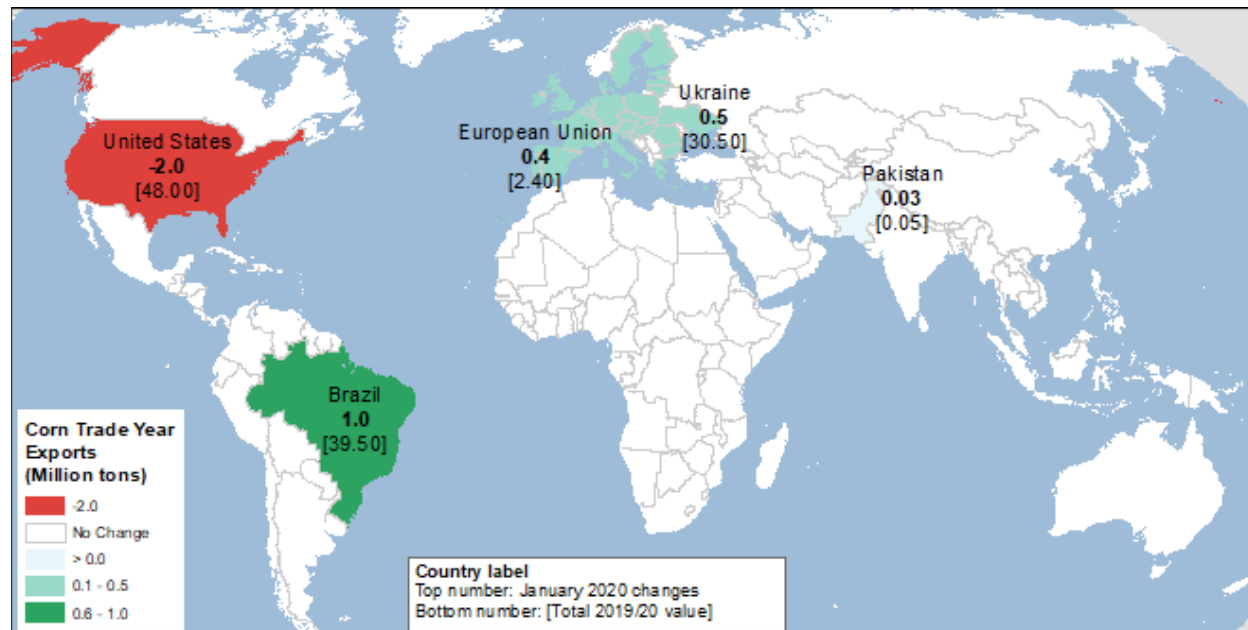 United States
-2.0
[48.00]
European Union
0.4
[2.40]
Ukraine
0.5
[30.50]
Pakistan
0.03
[0.05]
Brazil
1.0
[39.50]
Corn Trade Year
Exports
(Million tons)
-2.0
No Change
> 0.0
0.1 - 0.5
0.6 - 1.0
Country label
Top number: January 2020 changes
Bottom number: [Total 2019/20 value]